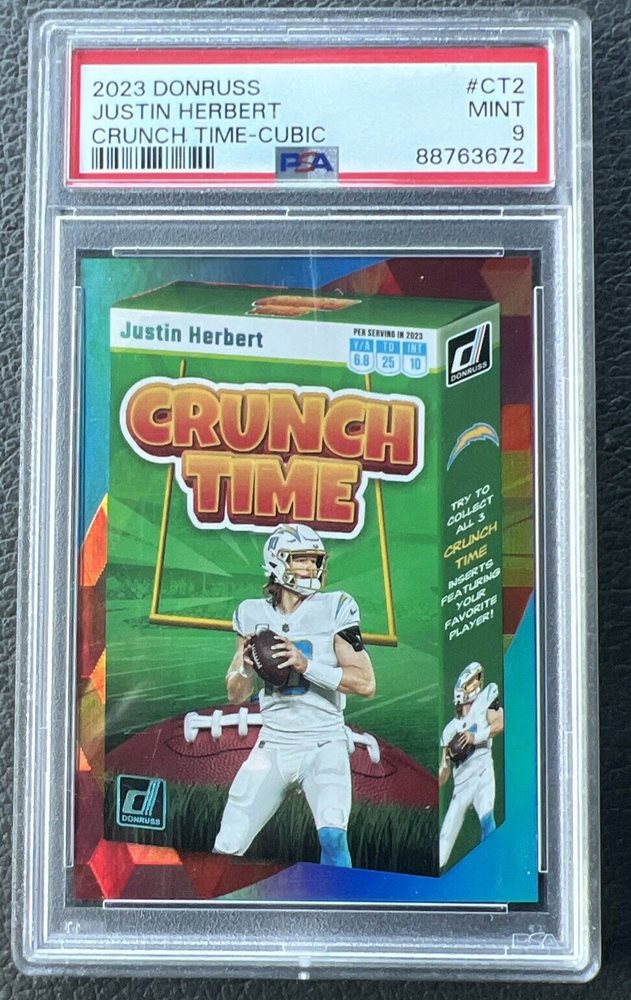 2023 DONRUSS #CT2
JUSTIN HERBERT MINT
CRUNCH TIME-CUBIC 9
PSA 88763672
Justin Herbert
PER SERVING IN 2023
Y/A TD INT
6.8 25 10
DONRUSS
CRUNCH
TIME
TRY TO
COLLECT
ALL 3
CRUNCH
TIME
INSERTS
FEATURING
YOUR
FAVORITE
PLAYER!
DONRUSS
PSA